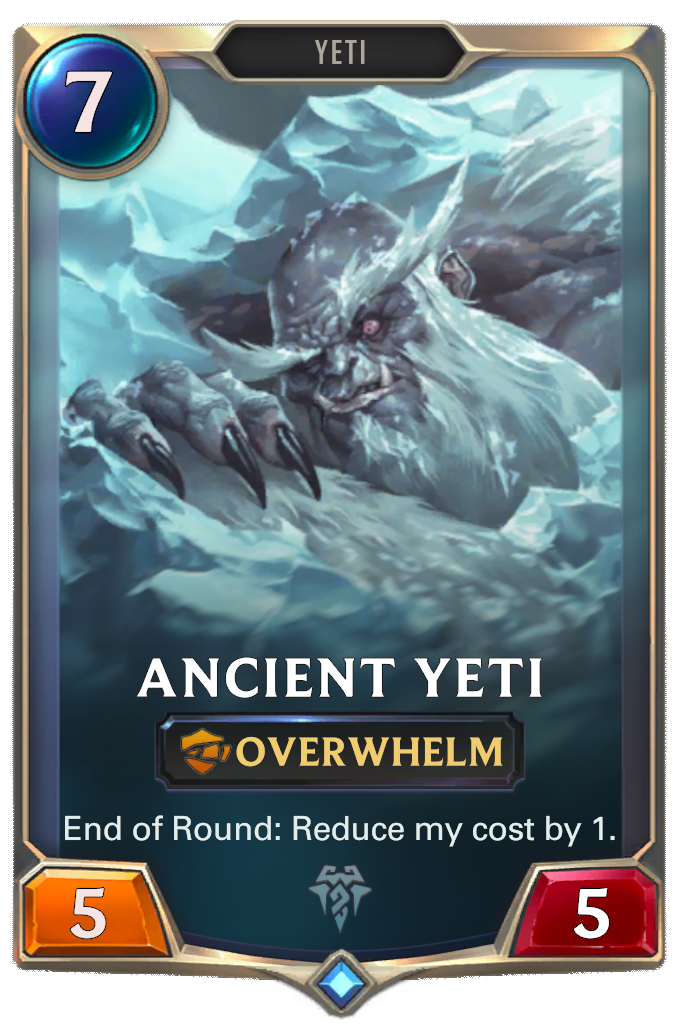 YETI
7
ANCIENT YETI
OVERWHELM
End of Round: Reduce my cost by 1.
5
5